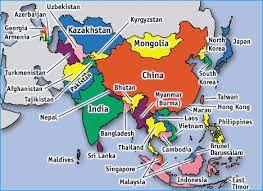 Uzbekistan
Azerbaijan
Georgia
Armenia
Kazakhstan
Kyrgyzstan
Mongolia
North Korea
Japan
Turkmenistan
Afghanistan
Tajikistan
Pakistan
China
South Korea
Nepal
India
Bhutan
Myanmar
(Burma)
Taiwan
Hong Kong
Macau
Laos
Philippines
Vietnam
Bangladesh
Maldives
Sri Lanka
Thailand
Cambodia
Brunei
Darussalam
Singapore
Malaysia
Indonesia
East
Timor